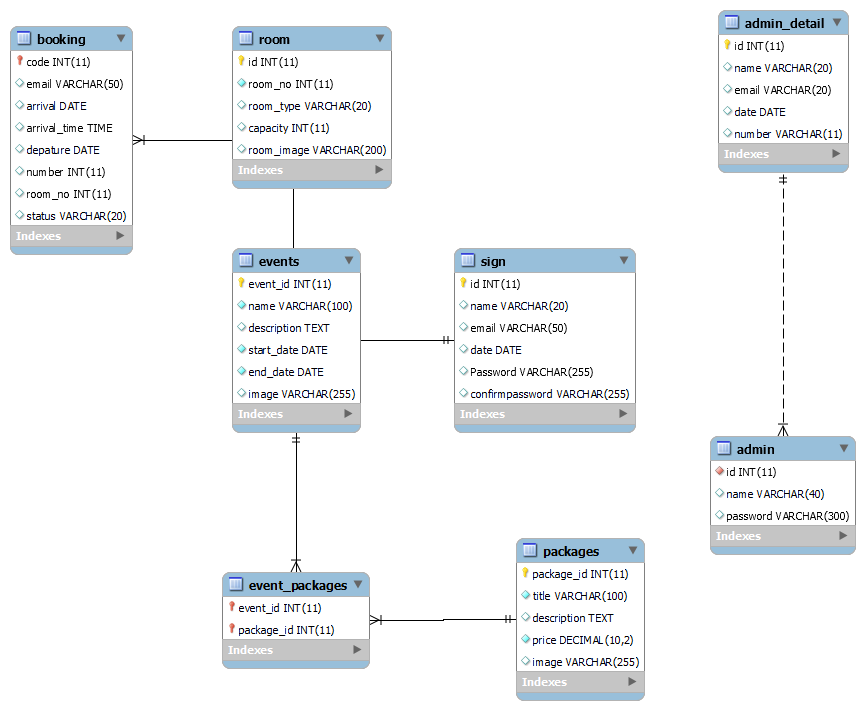 booking
code INT(11)
email VARCHAR(50)
arrival DATE
arrival_time TIME
depature DATE
number INT(11)
room_no INT(11)
status VARCHAR(20)
Indexes
room
id INT(11)
room_no INT(11)
room_type VARCHAR(20)
capacity INT(11)
room_image VARCHAR(200)
Indexes
admin_detail
id INT(11)
name VARCHAR(20)
email VARCHAR(20)
date DATE
number VARCHAR(11)
Indexes
events
event_id INT(11)
name VARCHAR(100)
description TEXT
start_date DATE
end_date DATE
image VARCHAR(255)
Indexes
sign
id INT(11)
name VARCHAR(20)
email VARCHAR(50)
date DATE
Password VARCHAR(255)
confirmpassword VARCHAR(255)
Indexes
admin
id INT(11)
name VARCHAR(40)
password VARCHAR(300)
Indexes
event_packages
event_id INT(11)
package_id INT(11)
Indexes
packages
package_id INT(11)
title VARCHAR(100)
description TEXT
price DECIMAL(10,2)
image VARCHAR(255)
Indexes